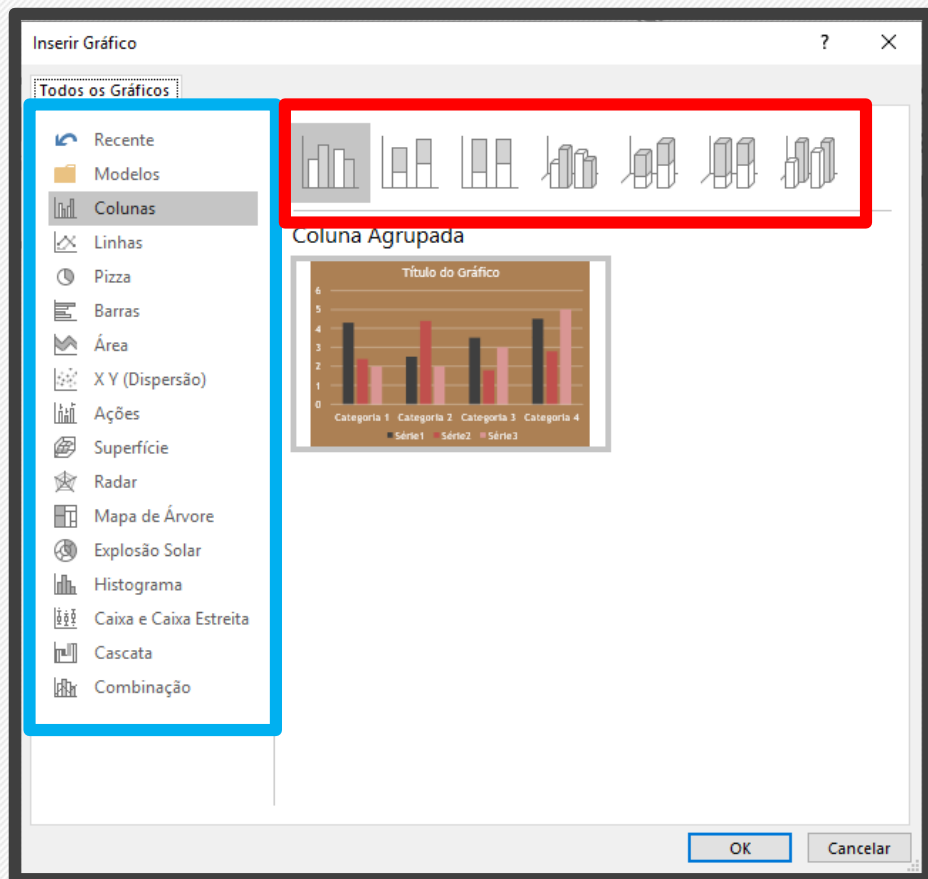 Inserir Gráfico
?
Todos os Gráficos
Recente
Modelos
Colunas
Linhas
Pizza
Barras
Área
X Y (Dispersão)
Ações
Superfície
Radar
Mapa de Árvore
Explosão Solar
Histograma
Caixa e Caixa Estreita
Cascata
Combinação
Coluna Agrupada
Título do Gráfico
6
5
4
3
2
1
0
Categoria 1 Categoria 2 Categoria 3 Categoria 4
Série1 Série2 Série3
OK Cancelar